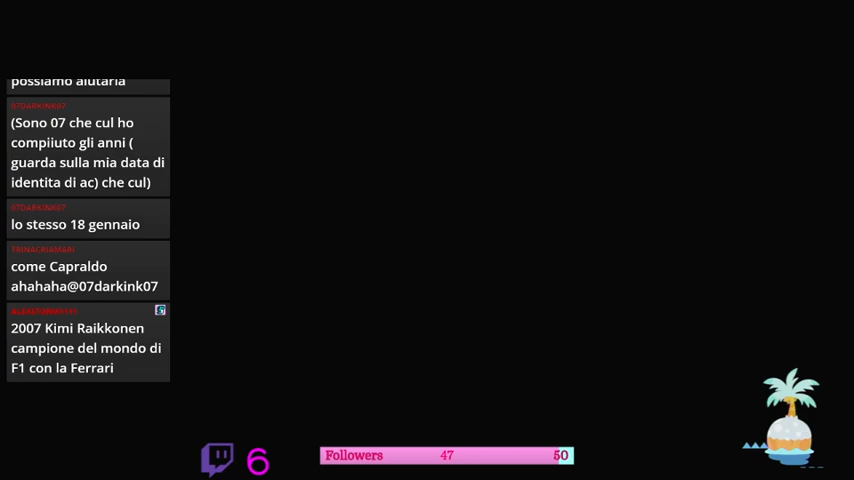 possiamo aiutarla
07DARKINK07
(Sono 07 che cul ho
compiiuto gli anni (
guarda sulla mia data di
identita di ac) che cul)
07DARKINK07
lo stesso 18 gennaio
TRINACRIAMARI
come Capraldo
ahahaha@07darkink07
2007 Kimi Raikkonen
campione del mondo di
F1 con la Ferrari
6
Followers 47 50